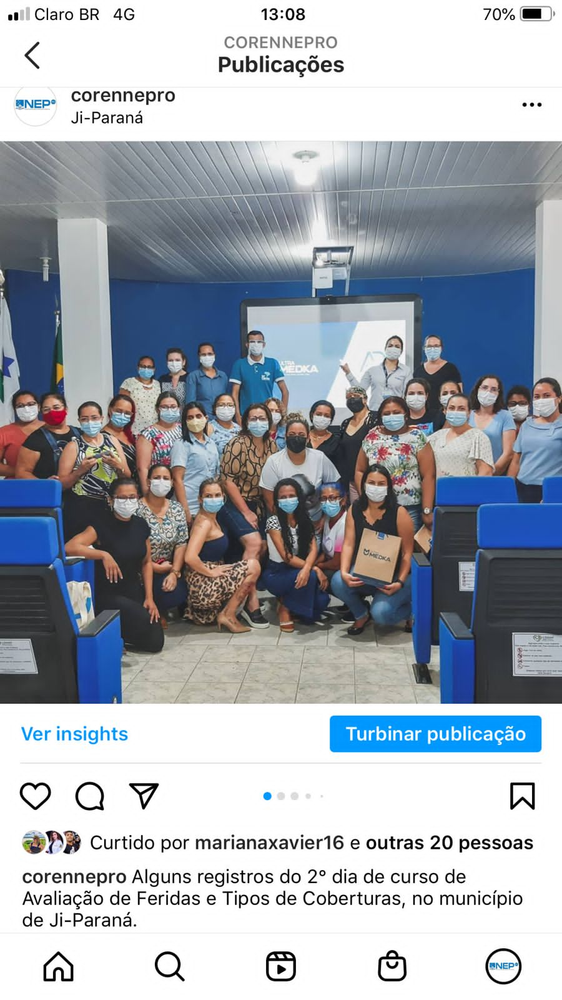 Claro BR 4G 13:08 70%
CORENNEPRO
Publicações
NEP
corennepro
Ji-Paraná
ULTRA
MEDKA
MEDKA
Ver insights
Turbinar publicação
Curtido por marianaxavier16 e outras 20 pessoas
corennepro Alguns registros do 2° dia de curso de
Avaliação de Feridas e Tipos de Coberturas, no município
de Ji-Paraná.
NEP